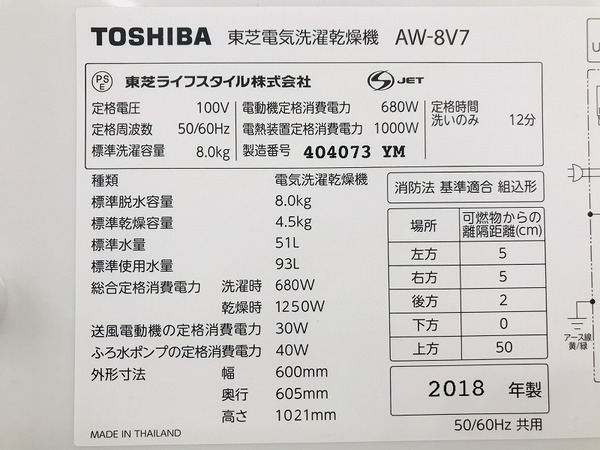 TOSHIBA 東芝電気洗濯乾燥機 AW-8V7
PS E 東芝ライフスタイル株式会社 S JET
定格電圧 100V 電動機定格消費電力 680W 定格時間
定格周波数 50/60Hz 電熱装置定格消費電力 1000W 洗いのみ 12分
標準洗濯容量 8.0kg 製造番号 404073 YM
種類 電気洗濯乾燥機
標準脱水容量 8.0kg
標準乾燥容量 4.5kg
標準水量 51L
標準使用水量 93L
総合定格消費電力 洗濯時 680W
乾燥時 1250W
送風電動機の定格消費電力 30W
ふろ水ポンプの定格消費電力 40W
外形寸法 幅 600mm
奥行 605mm
高さ 1021mm
MADE IN THAILAND
消防法 基準適合 組込形
場所 可燃物からの離隔距離(cm)
左方 5
右方 5
後方 2
下方 0
上方 50
2018 年製
50/60Hz 共用
U
アース線
黄/緑